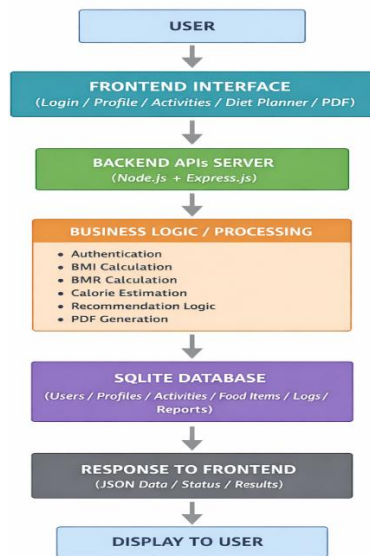 USER
FRONTEND INTERFACE
(Login / Profile / Activities / Diet Planner / PDF)
BACKEND APIs SERVER
(Node.js + Express.js)
BUSINESS LOGIC / PROCESSING
• Authentication
• BMI Calculation
• BMR Calculation
• Calorie Estimation
• Recommendation Logic
• PDF Generation
SQLITE DATABASE
(Users / Profiles / Activities / Food Items / Logs /
Reports)
RESPONSE TO FRONTEND
(JSON Data / Status / Results)
DISPLAY TO USER